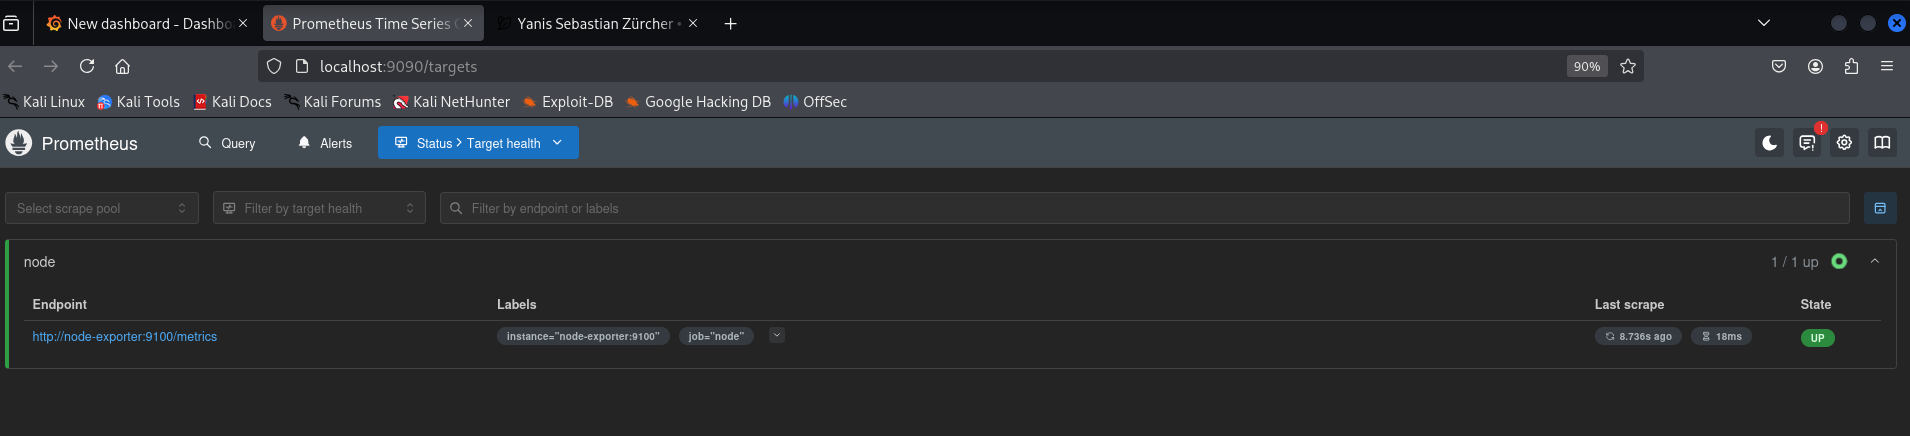 New dashboard - Dashbo
Prometheus Time Series
Yanis Sebastian Zürcher •
localhost:9090/targets
90%
Kali Linux
Kali Tools
Kali Docs
Kali Forums
Kali NetHunter
Exploit-DB
Google Hacking DB
OffSec
Prometheus
Query
Alerts
Status > Target health
Select scrape pool
Filter by target health
Filter by endpoint or labels
node
1 / 1 up
Endpoint
Labels
Last scrape
State
http://node-exporter:9100/metrics
instance="node-exporter:9100"
job="node"
8.736s ago
18ms
UP